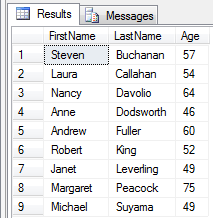 Results Messages
FirstName LastName Age
1 Steven Buchanan 57
2 Laura Callahan 54
3 Nancy Davolio 64
4 Anne Dodsworth 46
5 Andrew Fuller 60
6 Robert King 52
7 Janet Leverling 49
8 Margaret Peacock 75
9 Michael Suyama 49